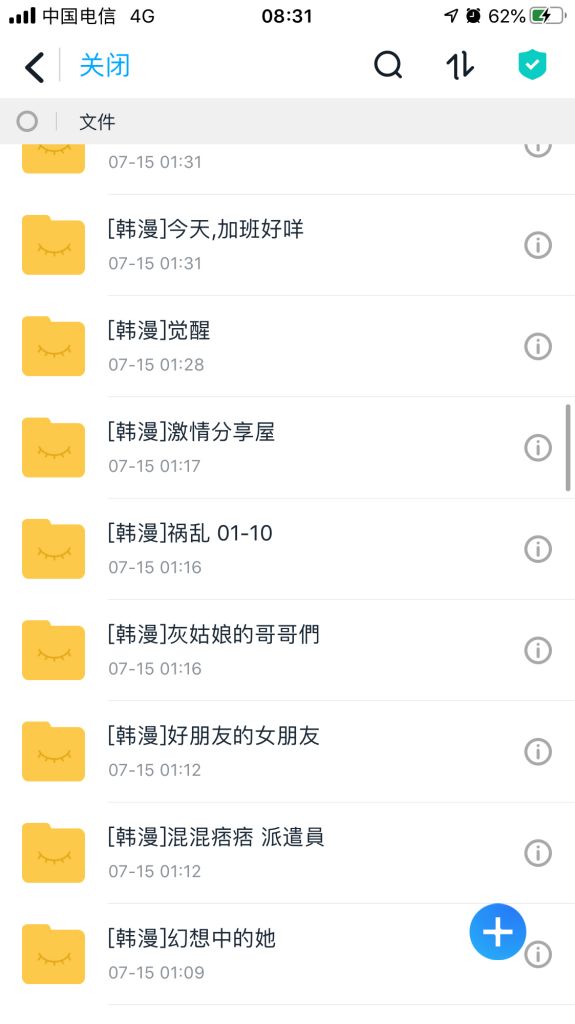 中国电信 4G 08:31 62%
关闭
文件
07-15 01:31
[韩漫]今天,加班好咩
07-15 01:31
[韩漫]觉醒
07-15 01:28
[韩漫]激情分享屋
07-15 01:17
[韩漫]祸乱 01-10
07-15 01:16
[韩漫]灰姑娘的哥哥們
07-15 01:16
[韩漫]好朋友的女朋友
07-15 01:12
[韩漫]混混痞痞 派遣員
07-15 01:12
[韩漫]幻想中的她
07-15 01:09